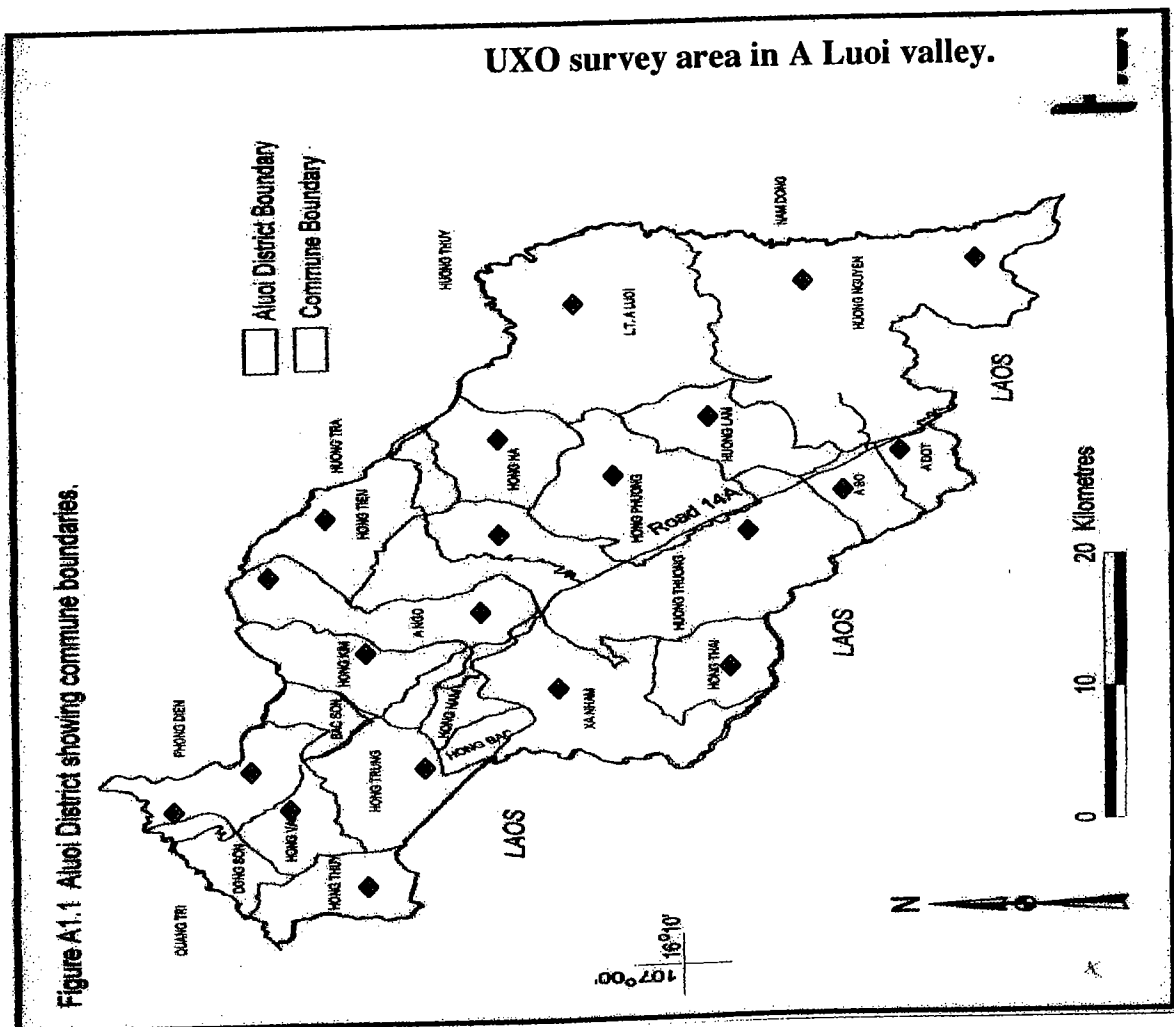 UXO survey area in A Luoi valley.
Figure A1.1 Aluoi District showing commune boundaries.
Aluoi District Boundary
Commune Boundary
QUANG TRI
PHONG DIEN
HUONG TRA
HUONG THUY
NAM DONG
DONG SON
HONG VAN
HONG THUY
HONG TRUNG
BAC SON
HONG KIM
HONG NAM
HONG BAC
A NGO
HONG TIEN
HONG HA
L.T. A LUOI
HONG PHUONG
HUONG LAM
HUONG NGUYEN
Road 14A
XA NHAM
HUONG THUONG
HONG THAI
A BO
A DOT
LAOS
LAOS
LAOS
N
107°00'
16°10'
0 10 20 Kilometres